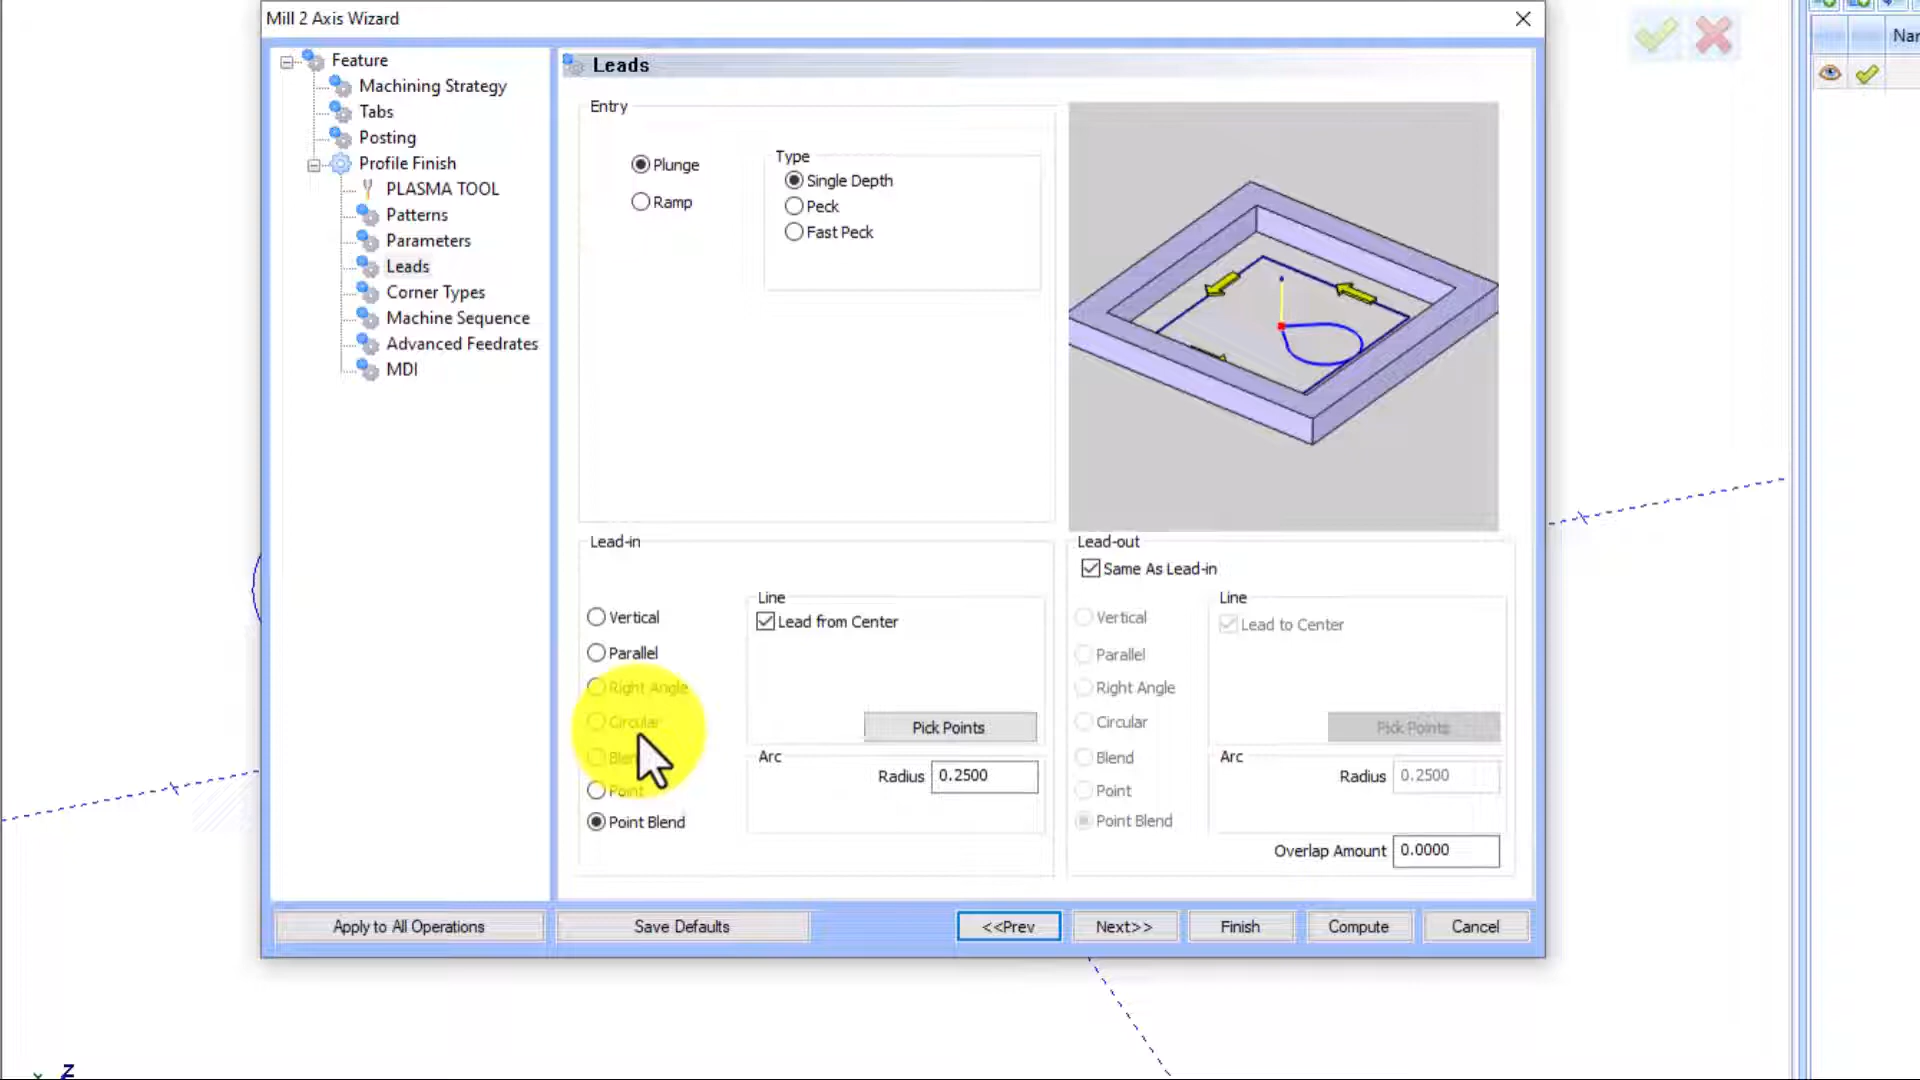 Mill 2 Axis Wizard
Nar
Feature
Machining Strategy
Tabs
Posting
Profile Finish
PLASMA TOOL
Patterns
Parameters
Leads
Corner Types
Machine Sequence
Advanced Feedrates
MDI
Leads
Entry
Plunge
Ramp
Type
Single Depth
Peck
Fast Peck
Lead-in
Vertical
Parallel
Right Angle
Circular
Blend
Point
Point Blend
Line
Lead from Center
Pick Points
Arc
Radius 0.2500
Lead-out
Same As Lead-in
Vertical
Parallel
Right Angle
Circular
Blend
Point
Point Blend
Line
Lead to Center
Pick Points
Arc
Radius 0.2500
Overlap Amount 0.0000
Apply to All Operations Save Defaults <<Prev Next>> Finish Compute Cancel
Z